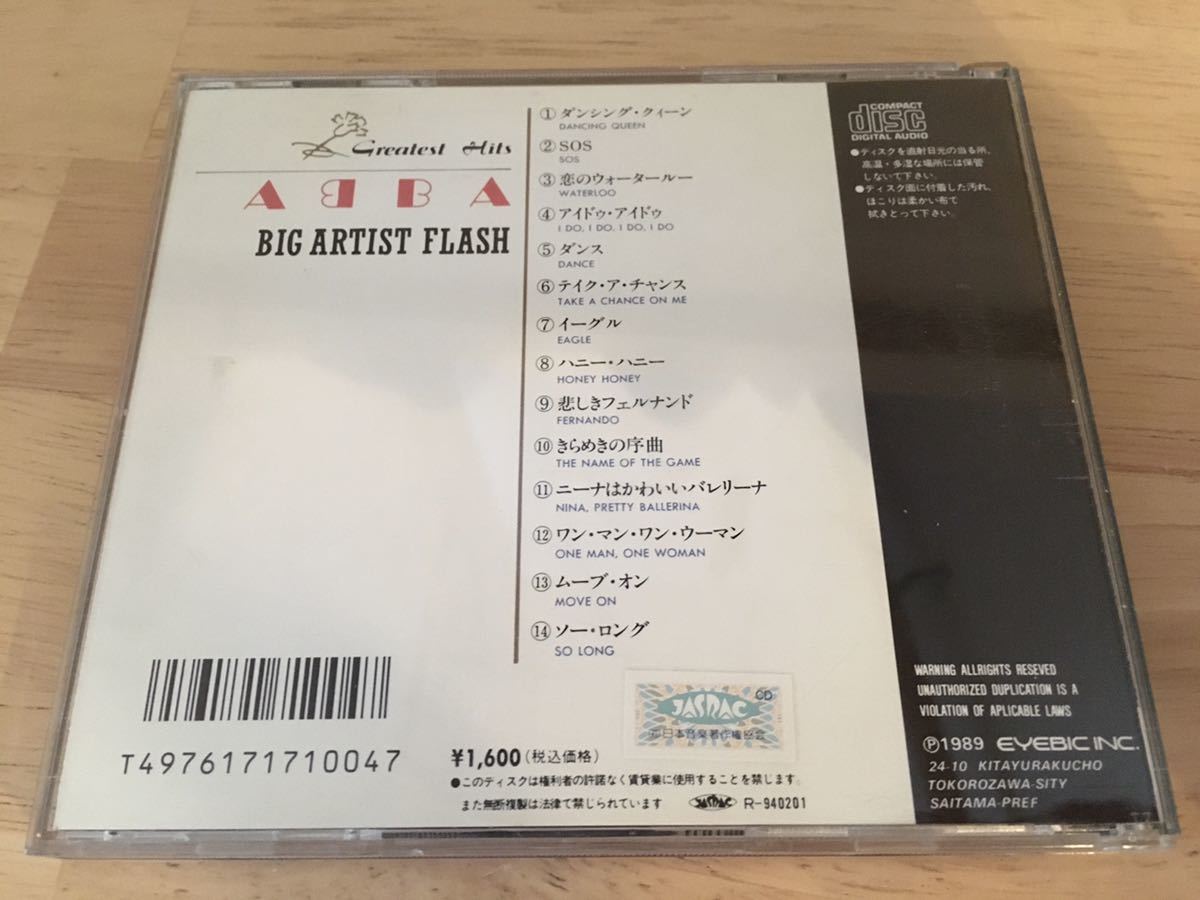 Greatest Hits
ABBA
BIG ARTIST FLASH
①ダンシング・クィーン
DANCING QUEEN
②SOS
SOS
③恋のウォータールー
WATERLOO
④アイドゥ・アイドゥ
I DO, I DO, I DO, I DO
⑤ダンス
DANCE
⑥テイク・ア・チャンス
TAKE A CHANCE ON ME
⑦イーグル
EAGLE
⑧ハニー・ハニー
HONEY HONEY
⑨悲しきフェルナンド
FERNANDO
⑩きらめきの序曲
THE NAME OF THE GAME
⑪ニーナはかわいいバレリーナ
NINA, PRETTY BALLERINA
⑫ワン・マン・ワン・ウーマン
ONE MAN, ONE WOMAN
⑬ムーブ・オン
MOVE ON
⑭ソー・ロング
SO LONG
T4976171710047
CD
JASRAC
日本音楽著作権協会
¥1,600(税込価格)
●このディスクは権利者の許諾なく賃貸業に使用することを禁じます。
また無断複製は法律で禁じられています
JASRAC R-940201
COMPACT
disc
DIGITAL AUDIO
●ディスクを直射日光の当る所、
高温・多湿な場所には保管
しないて下さい。
●ディスク面に付着した汚れ、
ほこりは柔かい布て
拭きとって下さい。
WARNING ALLRIGHTS RESEVED
UNAUTHORIZED DUPLICATION IS A
VIOLATION OF APLICABLE LAWS
Ⓟ1989 EYEBIC INC.
24-10 KITAYURAKUCHO
TOKOROZAWA-SITY
SAITAMA-PREF